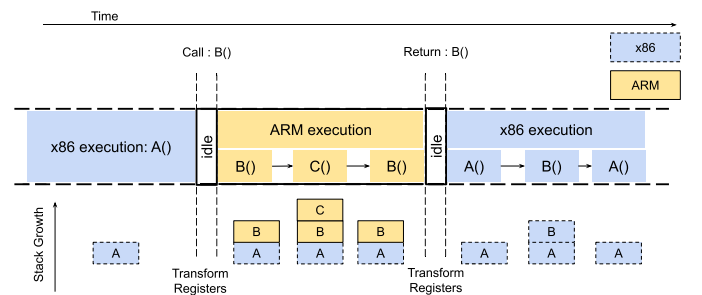 Time
x86
Call : B()
Return : B()
ARM
x86 execution: A()
idle
ARM execution
idle
x86 execution
B()
C()
B()
A()
B()
A()
Stack Growth
C
B
B
B
B
A
A
A
A
A
A
A
Transform
Registers
Transform
Registers